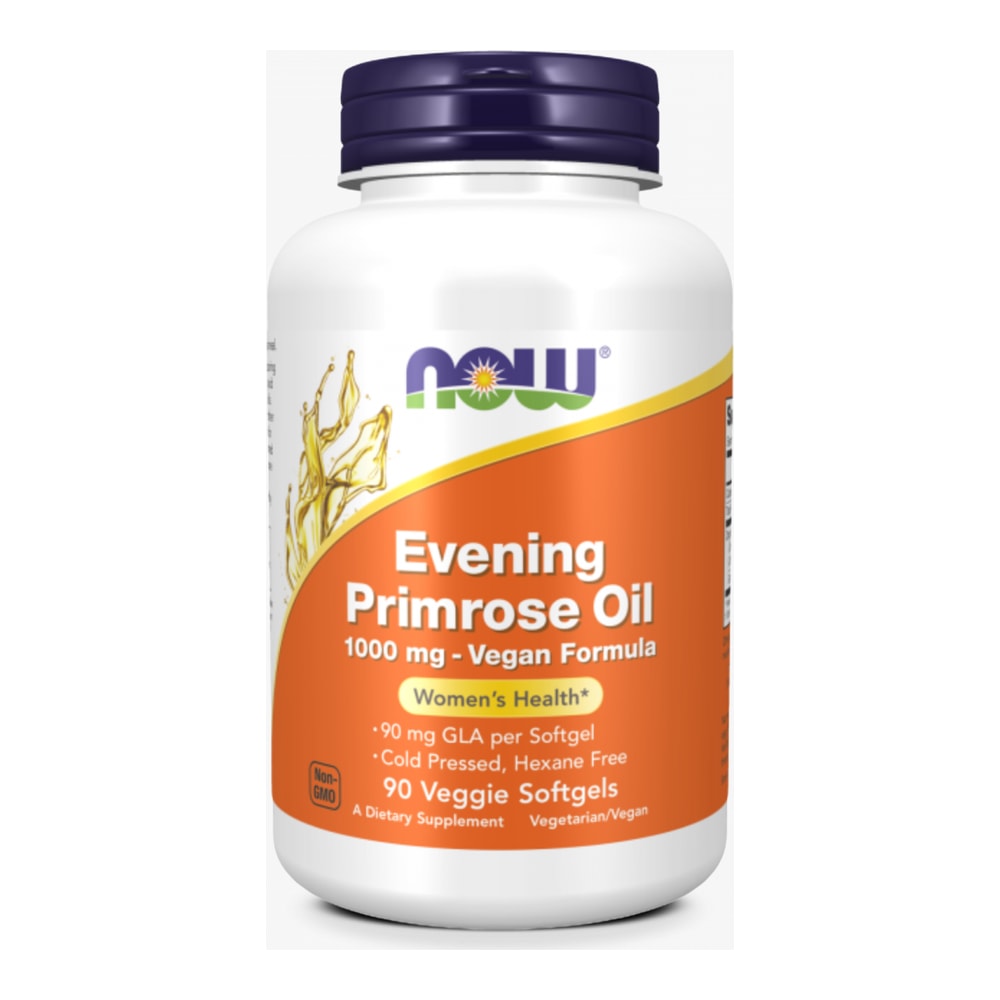 NOW®
Evening
Primrose Oil
1000 mg - Vegan Formula
Women's Health*
• 90 mg GLA per Softgel
• Cold Pressed, Hexane Free
90 Veggie Softgels
Non-
GMO
A Dietary Supplement Vegetarian/Vegan